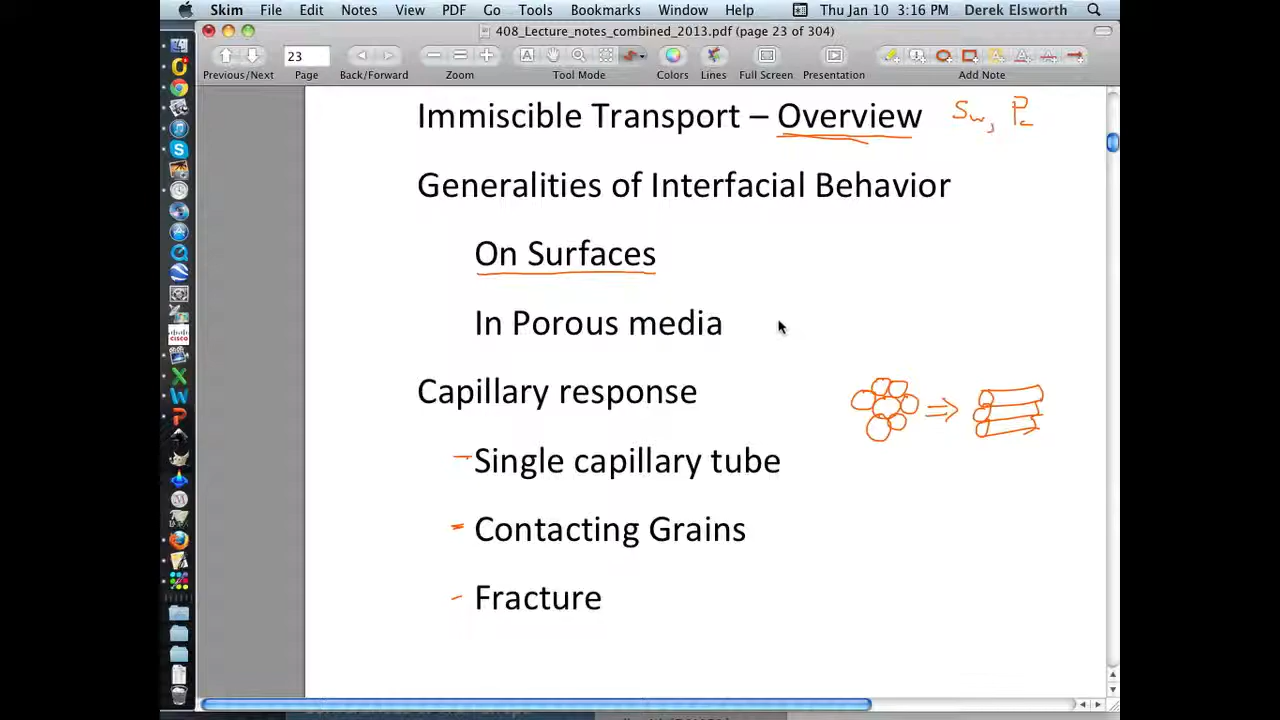 Skim File Edit Notes View PDF Go Tools Bookmarks Window Help Thu Jan 10 3:16 PM Derek Elsworth
408_Lecture_notes_combined_2013.pdf (page 23 of 304)
23
Previous/Next Page Back/Forward Zoom Tool Mode Colors Lines Full Screen Presentation Add Note
Immiscible Transport – Overview Sw, Pc
Generalities of Interfacial Behavior
On Surfaces
In Porous media
Capillary response
Single capillary tube
Contacting Grains
Fracture